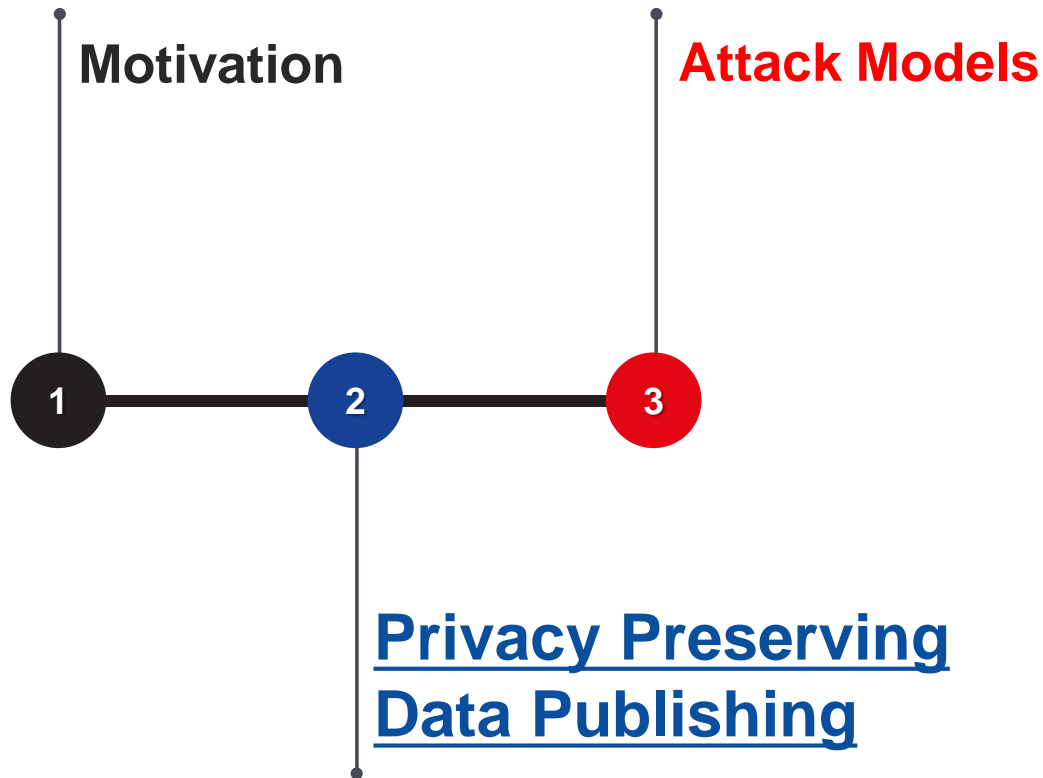 Motivation
Attack Models
1
2
3
Privacy Preserving
Data Publishing